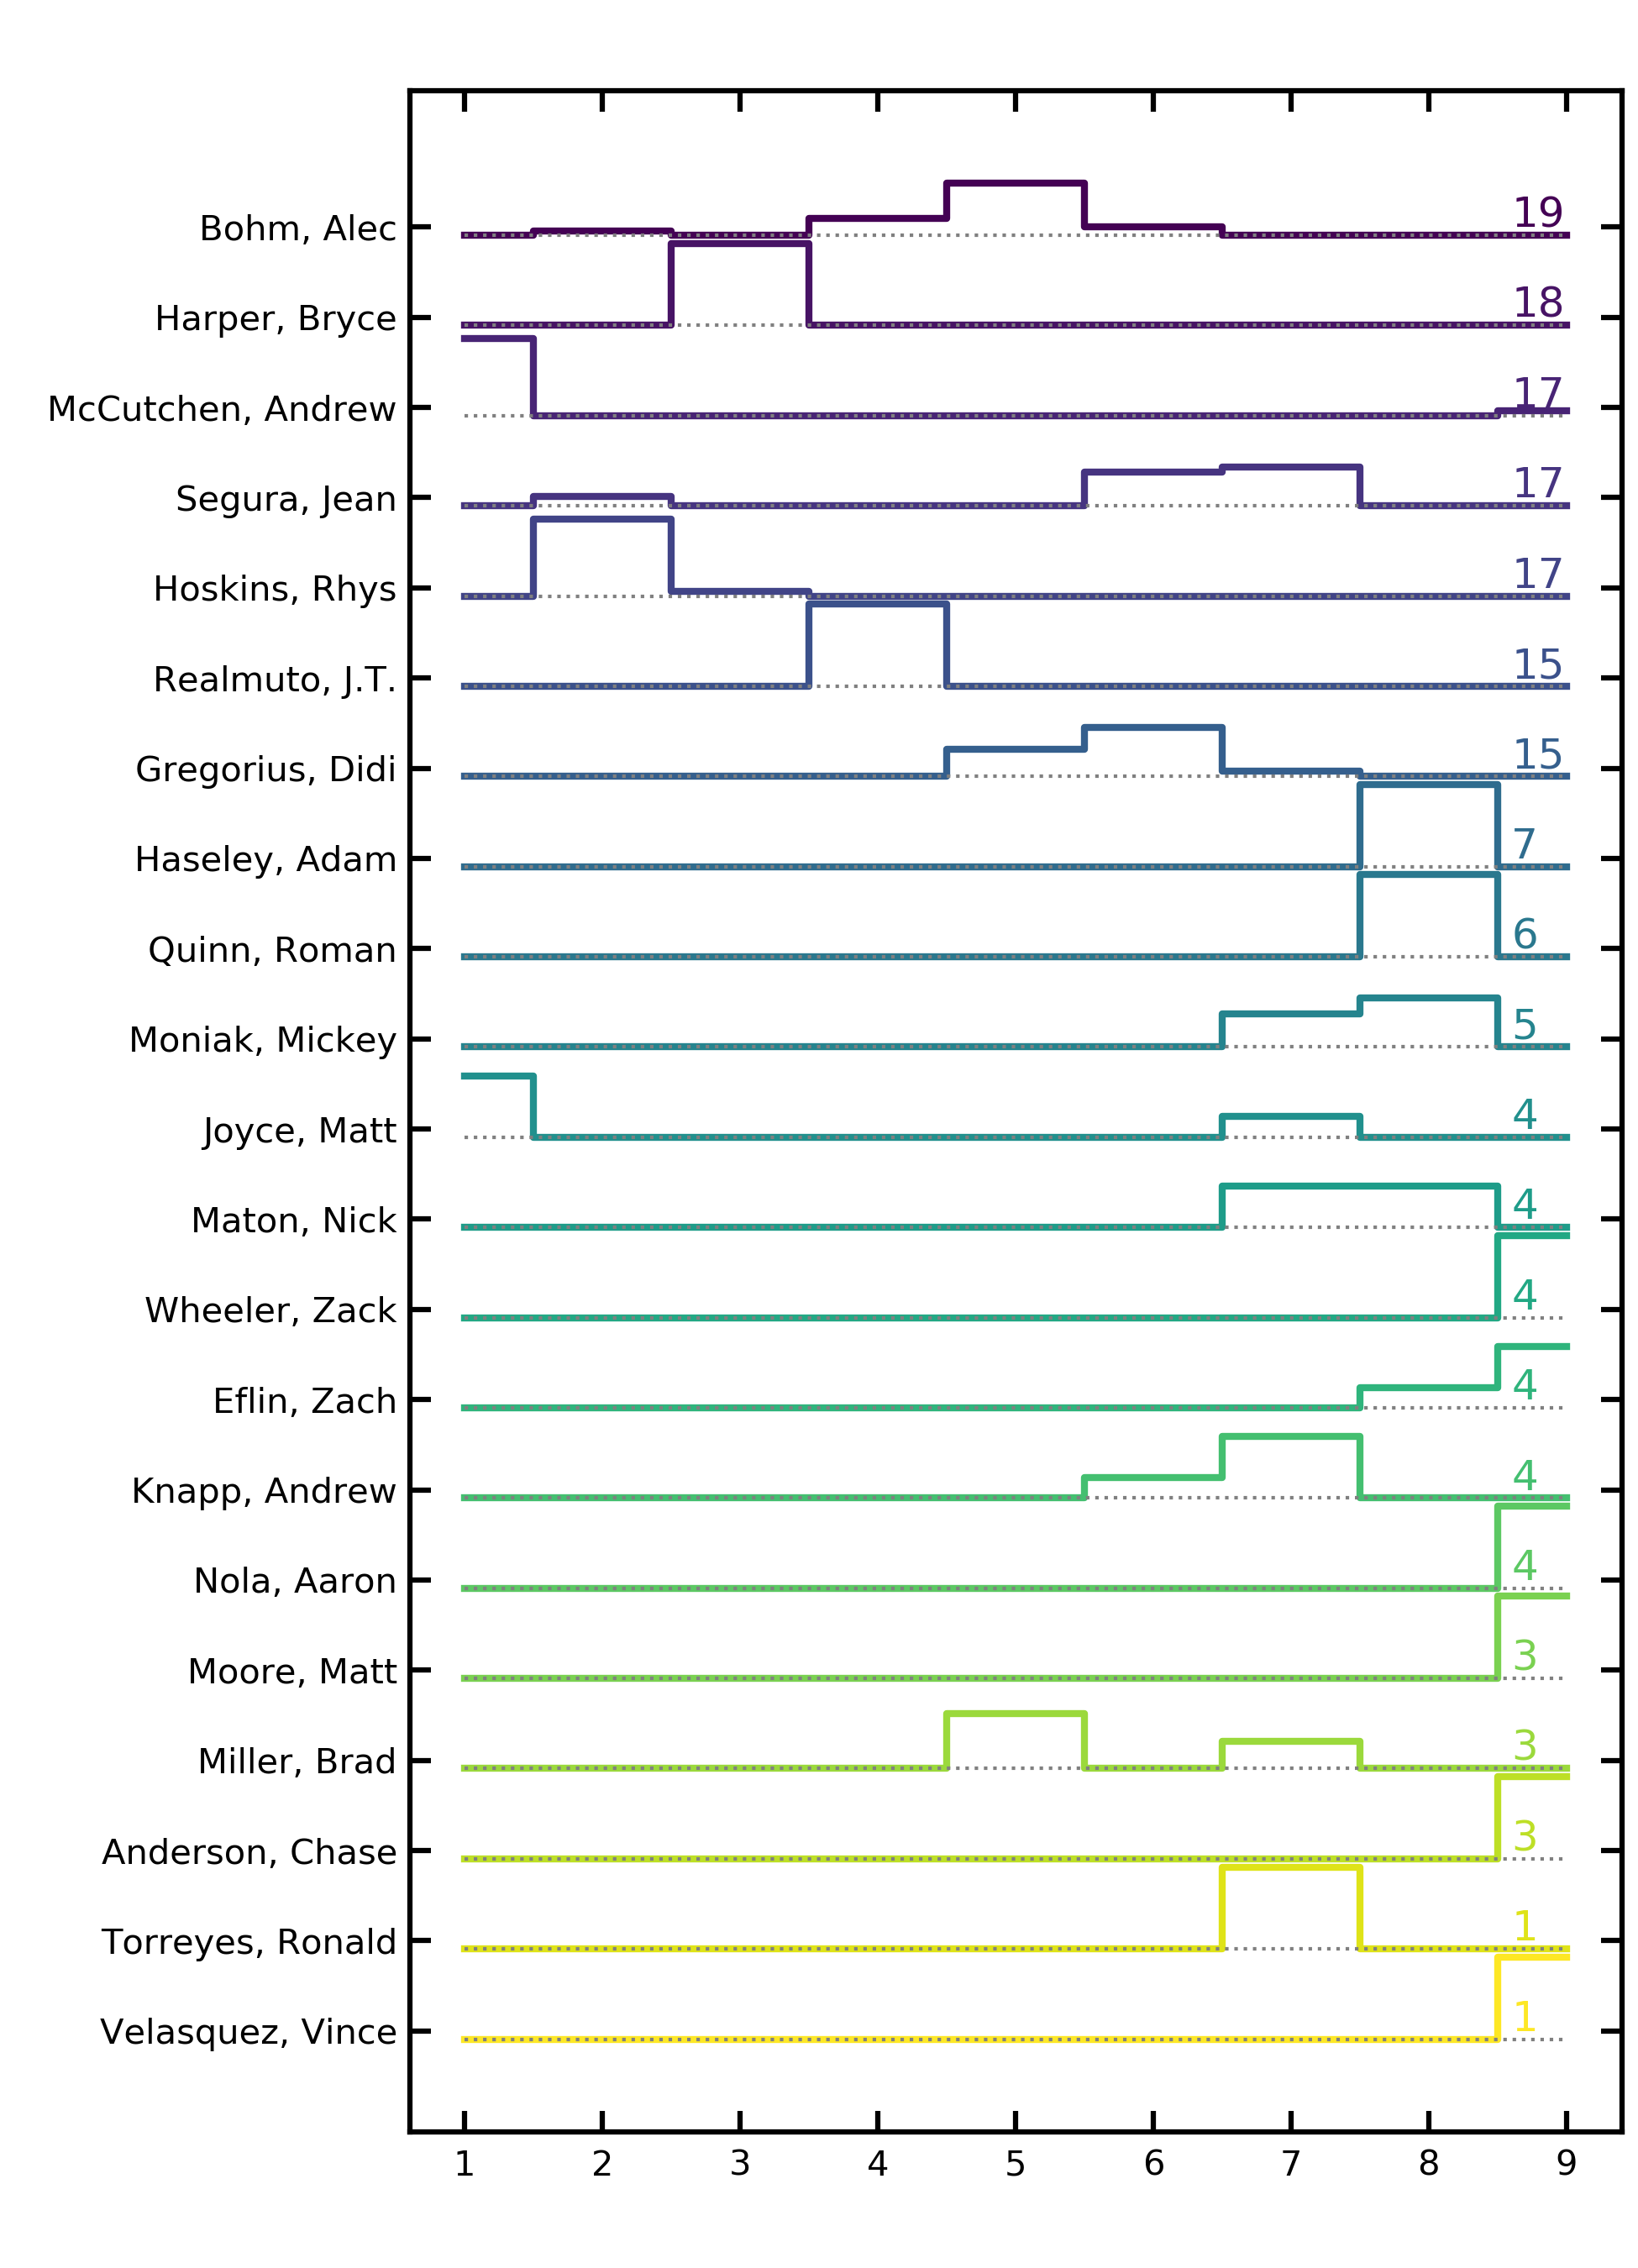 Bohm, Alec 19
Harper, Bryce 18
McCutchen, Andrew 17
Segura, Jean 17
Hoskins, Rhys 17
Realmuto, J.T. 15
Gregorius, Didi 15
Haseley, Adam 7
Quinn, Roman 6
Moniak, Mickey 5
Joyce, Matt 4
Maton, Nick 4
Wheeler, Zack 4
Eflin, Zach 4
Knapp, Andrew 4
Nola, Aaron 4
Moore, Matt 3
Miller, Brad 3
Anderson, Chase 3
Torreyes, Ronald 1
Velasquez, Vince 1
1 2 3 4 5 6 7 8 9